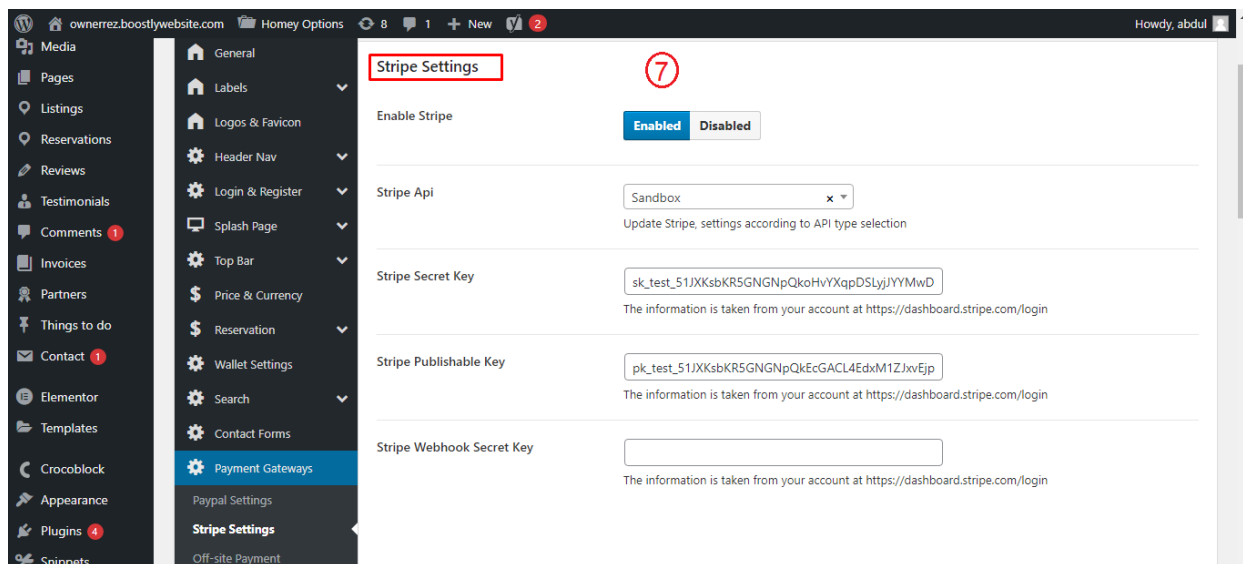 ownerrez.boostlywebsite.com Homey Options 8 1 New 2 Howdy, abdul
Media
Pages
Listings
Reservations
Reviews
Testimonials
Comments 1
Invoices
Partners
Things to do
Contact 1
Elementor
Templates
Crocoblock
Appearance
Plugins 4
Snippets
General
Labels
Logos & Favicon
Header Nav
Login & Register
Splash Page
Top Bar
Price & Currency
Reservation
Wallet Settings
Search
Contact Forms
Payment Gateways
Paypal Settings
Stripe Settings
Off-site Payment
Stripe Settings
7
Enable Stripe
Enabled Disabled
Stripe Api
Sandbox
Update Stripe, settings according to API type selection
Stripe Secret Key
sk_test_51JXKsbKR5GNGNpQkoHvYXqpDSLyjJYYMwD
The information is taken from your account at https://dashboard.stripe.com/login
Stripe Publishable Key
pk_test_51JXKsbKR5GNGNpQkEcGACL4EdxM1ZJxvEjp
The information is taken from your account at https://dashboard.stripe.com/login
Stripe Webhook Secret Key
The information is taken from your account at https://dashboard.stripe.com/login